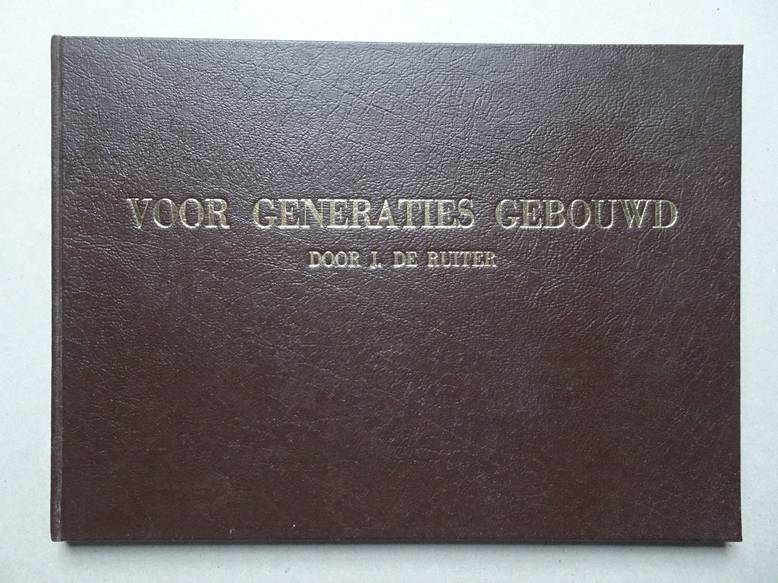 VOOR GENERATIES GEBOUWD
DOOR J. DE RUITER